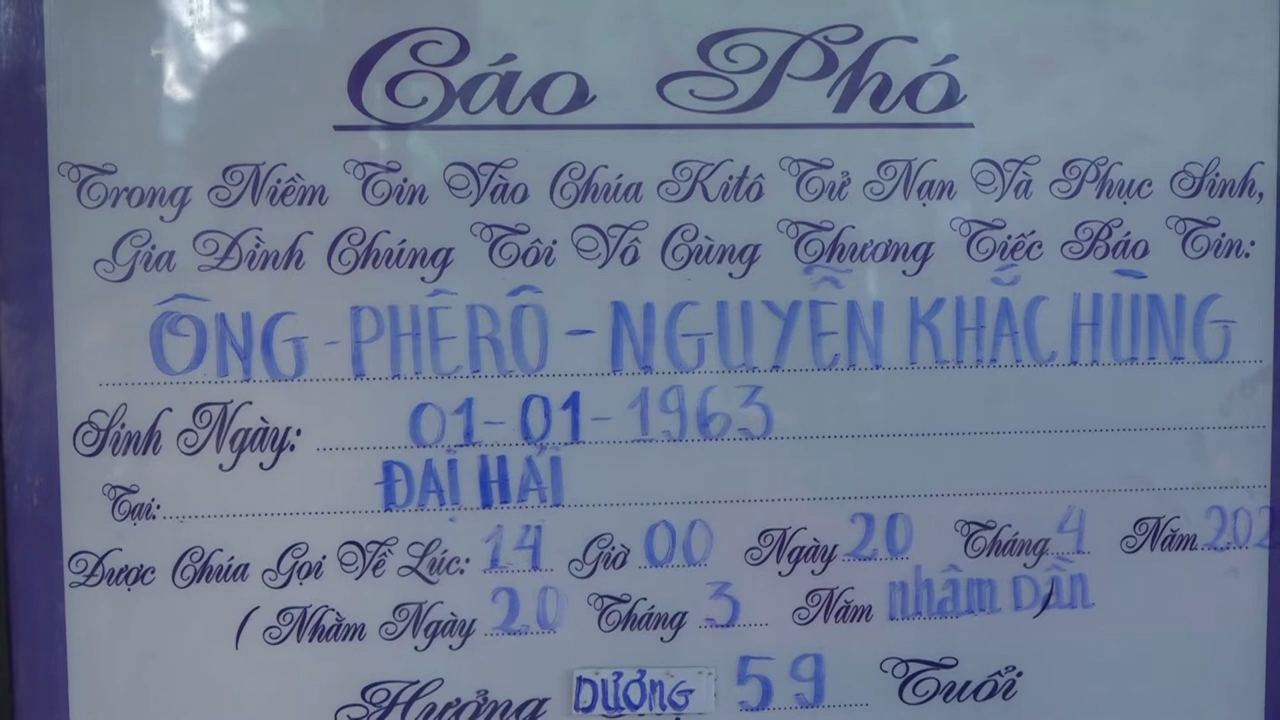 Cáo Phó
Trong Niềm Tin Vào Chúa Kitô Tử Nạn Và Phục Sinh,
Gia Đình Chúng Tôi Vô Cùng Thương Tiếc Báo Tin:
ÔNG - PHÊRÔ - NGUYỄN KHẮC HÙNG
Sinh Ngày: 01-01-1963
Tại: ĐẠI HẢI
Được Chúa Gọi Về Lúc: 14 Giờ 00 Ngày 20 Tháng 4 Năm 202
( Nhằm Ngày 20 Tháng 3 Năm Nhâm Dần )
Hưởng DƯƠNG 59 Tuổi